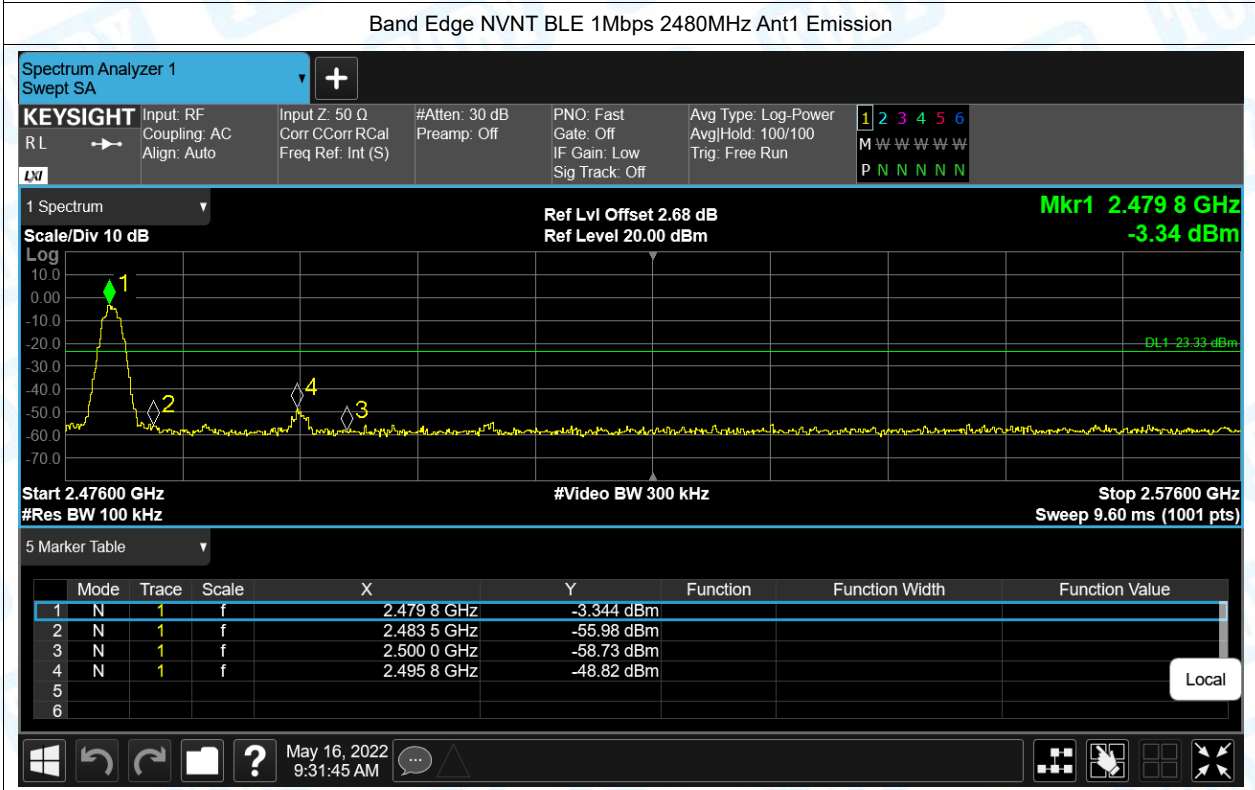 Band Edge NVNT BLE 1Mbps 2480MHz Ant1 Emission
Spectrum Analyzer 1
Swept SA
KEYSIGHT
R L
LXI
Input: RF
Coupling: AC
Align: Auto
Input Z: 50 Ω
Corr CCorr RCal
Freq Ref: Int (S)
#Atten: 30 dB
Preamp: Off
PNO: Fast
Gate: Off
IF Gain: Low
Sig Track: Off
Avg Type: Log-Power
Avg|Hold: 100/100
Trig: Free Run
1 2 3 4 5 6
M W W W W W
P N N N N N
1 Spectrum
Scale/Div 10 dB
Ref Lvl Offset 2.68 dB
Ref Level 20.00 dBm
Mkr1 2.479 8 GHz
-3.34 dBm
Log
10.0
0.00
-10.0
-20.0
-30.0
-40.0
-50.0
-60.0
-70.0
1
2
4
3
DL1 -23.33 dBm
Start 2.47600 GHz
#Res BW 100 kHz
#Video BW 300 kHz
Stop 2.57600 GHz
Sweep 9.60 ms (1001 pts)
5 Marker Table
Mode Trace Scale X Y Function Function Width Function Value
1 N 1 f 2.479 8 GHz -3.344 dBm
2 N 1 f 2.483 5 GHz -55.98 dBm
3 N 1 f 2.500 0 GHz -58.73 dBm
4 N 1 f 2.495 8 GHz -48.82 dBm
5
6
Local
?
May 16, 2022
9:31:45 AM